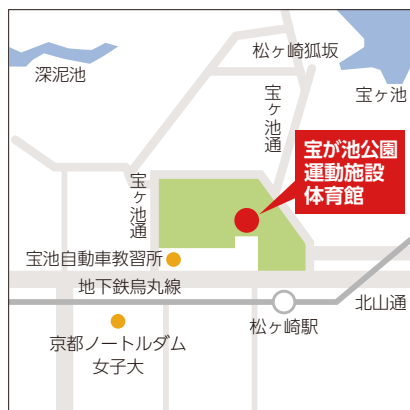 松ヶ崎狐坂
深泥池
宝ヶ池
宝ヶ池通
宝が池公園
運動施設
体育館
宝ヶ池通
宝池自動車教習所
地下鉄烏丸線
北山通
松ヶ崎駅
京都ノートルダム
女子大